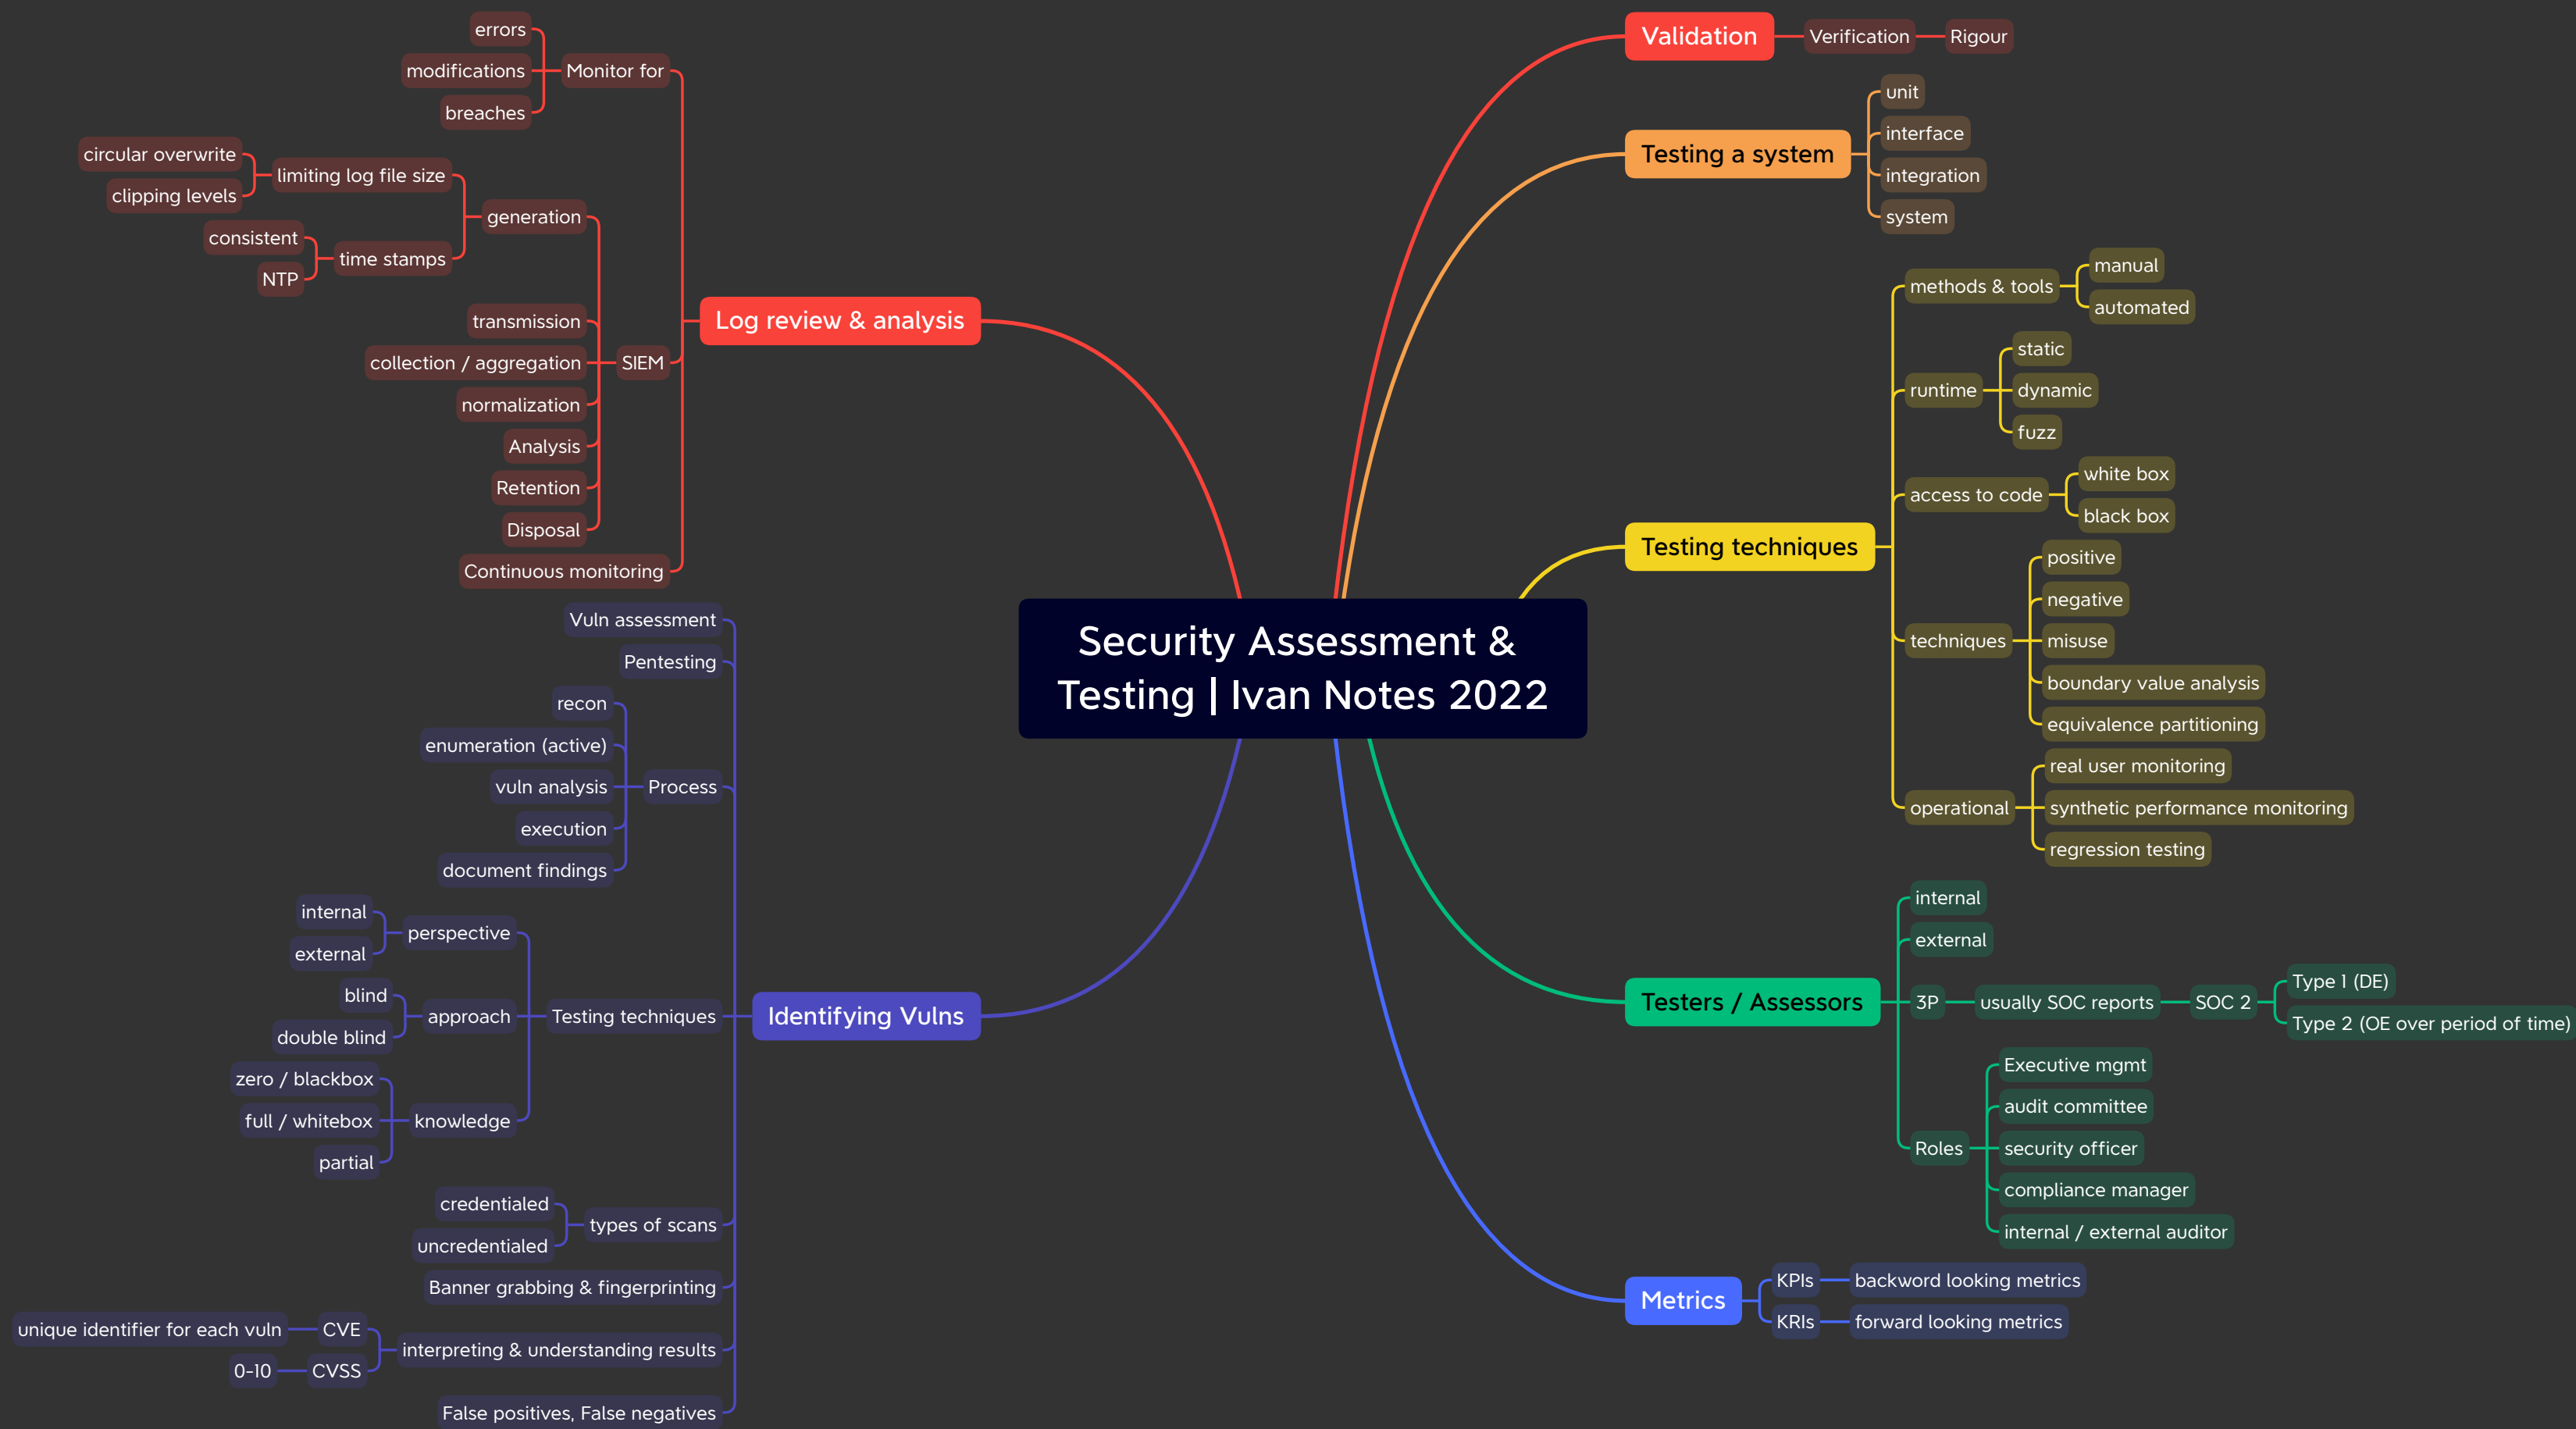 Security Assessment &
Testing | Ivan Notes 2022
Validation
Verification
Rigour
Testing a system
unit
interface
integration
system
Testing techniques
methods & tools
manual
automated
runtime
static
dynamic
fuzz
access to code
white box
black box
techniques
positive
negative
misuse
boundary value analysis
equivalence partitioning
operational
real user monitoring
synthetic performance monitoring
regression testing
Testers / Assessors
internal
external
3P
usually SOC reports
SOC 2
Type 1 (DE)
Type 2 (OE over period of time)
Roles
Executive mgmt
audit committee
security officer
compliance manager
internal / external auditor
Metrics
KPIs
backword looking metrics
KRIs
forward looking metrics
Log review & analysis
Monitor for
errors
modifications
breaches
SIEM
generation
limiting log file size
circular overwrite
clipping levels
time stamps
consistent
NTP
transmission
collection / aggregation
normalization
Analysis
Retention
Disposal
Continuous monitoring
Identifying Vulns
Vuln assessment
Pentesting
Process
recon
enumeration (active)
vuln analysis
execution
document findings
Testing techniques
perspective
internal
external
approach
blind
double blind
knowledge
zero / blackbox
full / whitebox
partial
types of scans
credentialed
uncredentialed
Banner grabbing & fingerprinting
interpreting & understanding results
CVE
unique identifier for each vuln
CVSS
0-10
False positives, False negatives